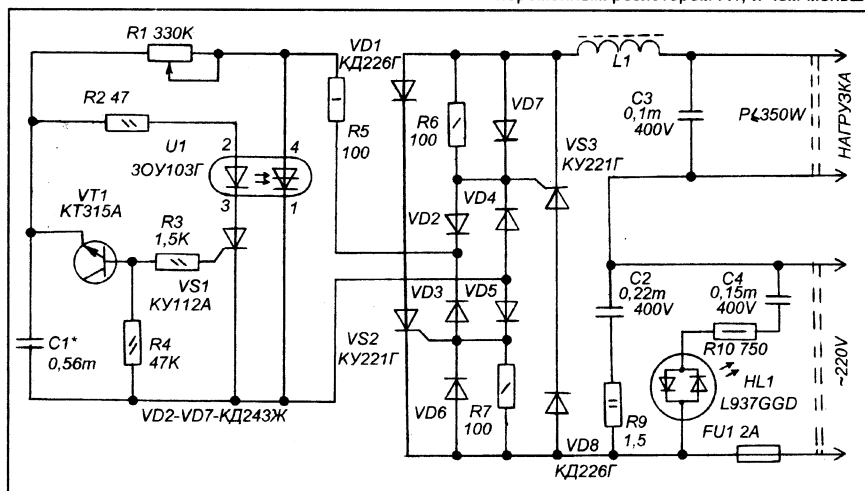 R1 330K
VD1
КД226Г
R2 47
U1
ЗОУ103Г
2
4
3
1
VT1
КТ315А
R3
1,5K
VS1
КУ112А
C1*
0,56m
R4
47K
VD2-VD7-КД243Ж
R5
100
R6
100
VD7
VS3
КУ221Г
VD2
VD4
VD3
VD5
VS2
КУ221Г
VD6
R7
100
VD8
КД226Г
L1
C3
0,1m
400V
P≤350W
НАГРУЗКА
C2
0,22m
400V
C4
0,15m
400V
R10 750
HL1
L937GGD
R9
1,5
FU1 2A
~220V